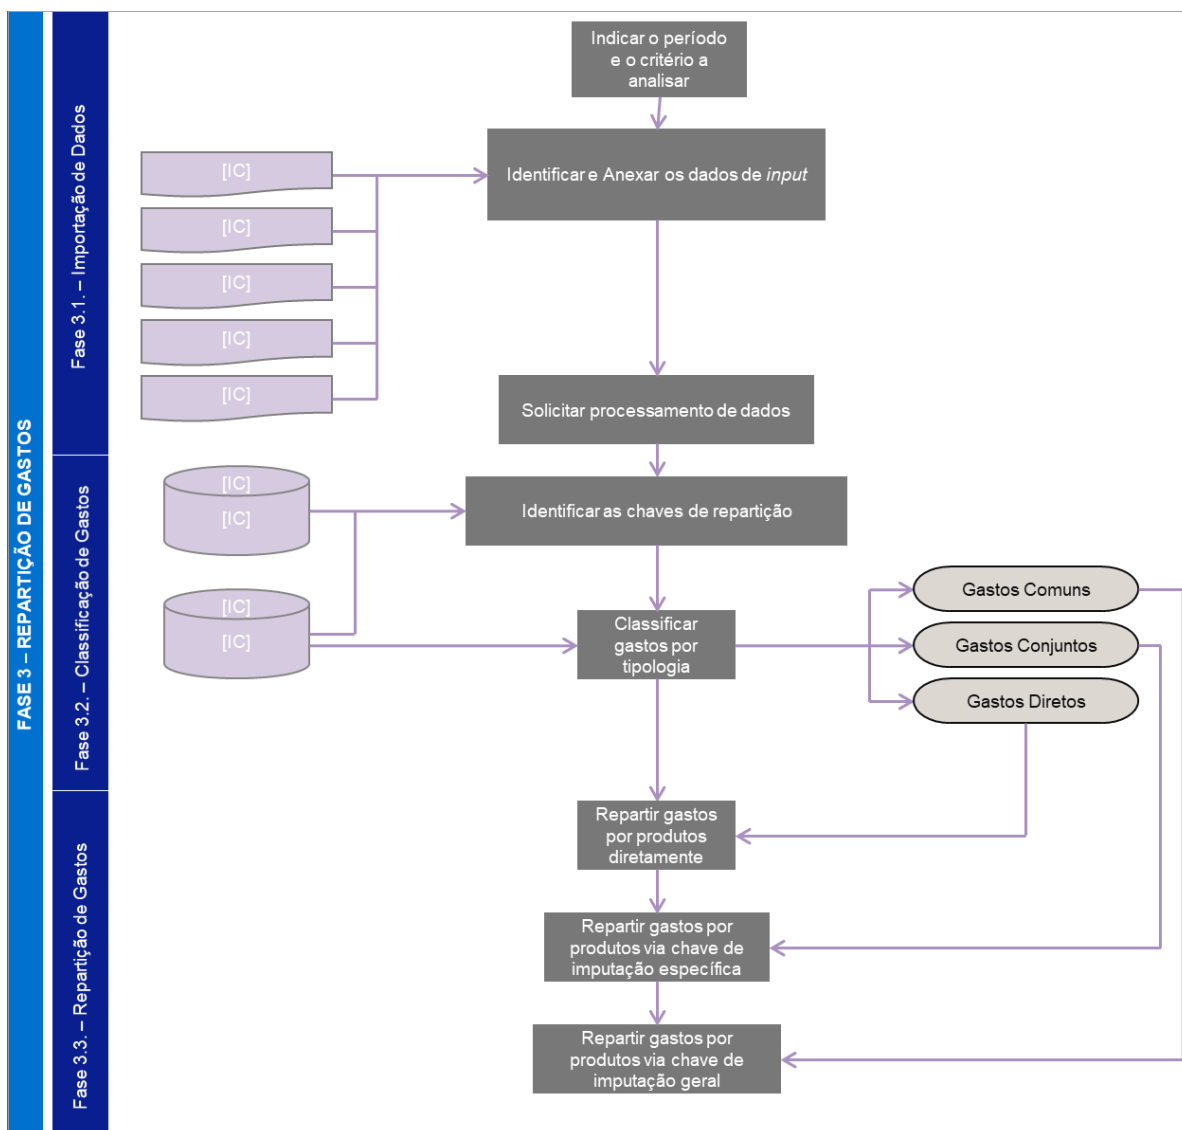 FASE 3 – REPARTIÇÃO DE GASTOS
Fase 3.1. – Importação de Dados
Indicar o período
e o critério a
analisar
[IC]
[IC]
[IC]
[IC]
[IC]
Identificar e Anexar os dados de input
Solicitar processamento de dados
Fase 3.2. – Classificação de Gastos
[IC]
[IC]
[IC]
[IC]
Identificar as chaves de repartição
Classificar
gastos por
tipologia
Gastos Comuns
Gastos Conjuntos
Gastos Diretos
Fase 3.3. – Repartição de Gastos
Repartir gastos
por produtos
diretamente
Repartir gastos por
produtos via chave de
imputação específica
Repartir gastos por
produtos via chave de
imputação geral